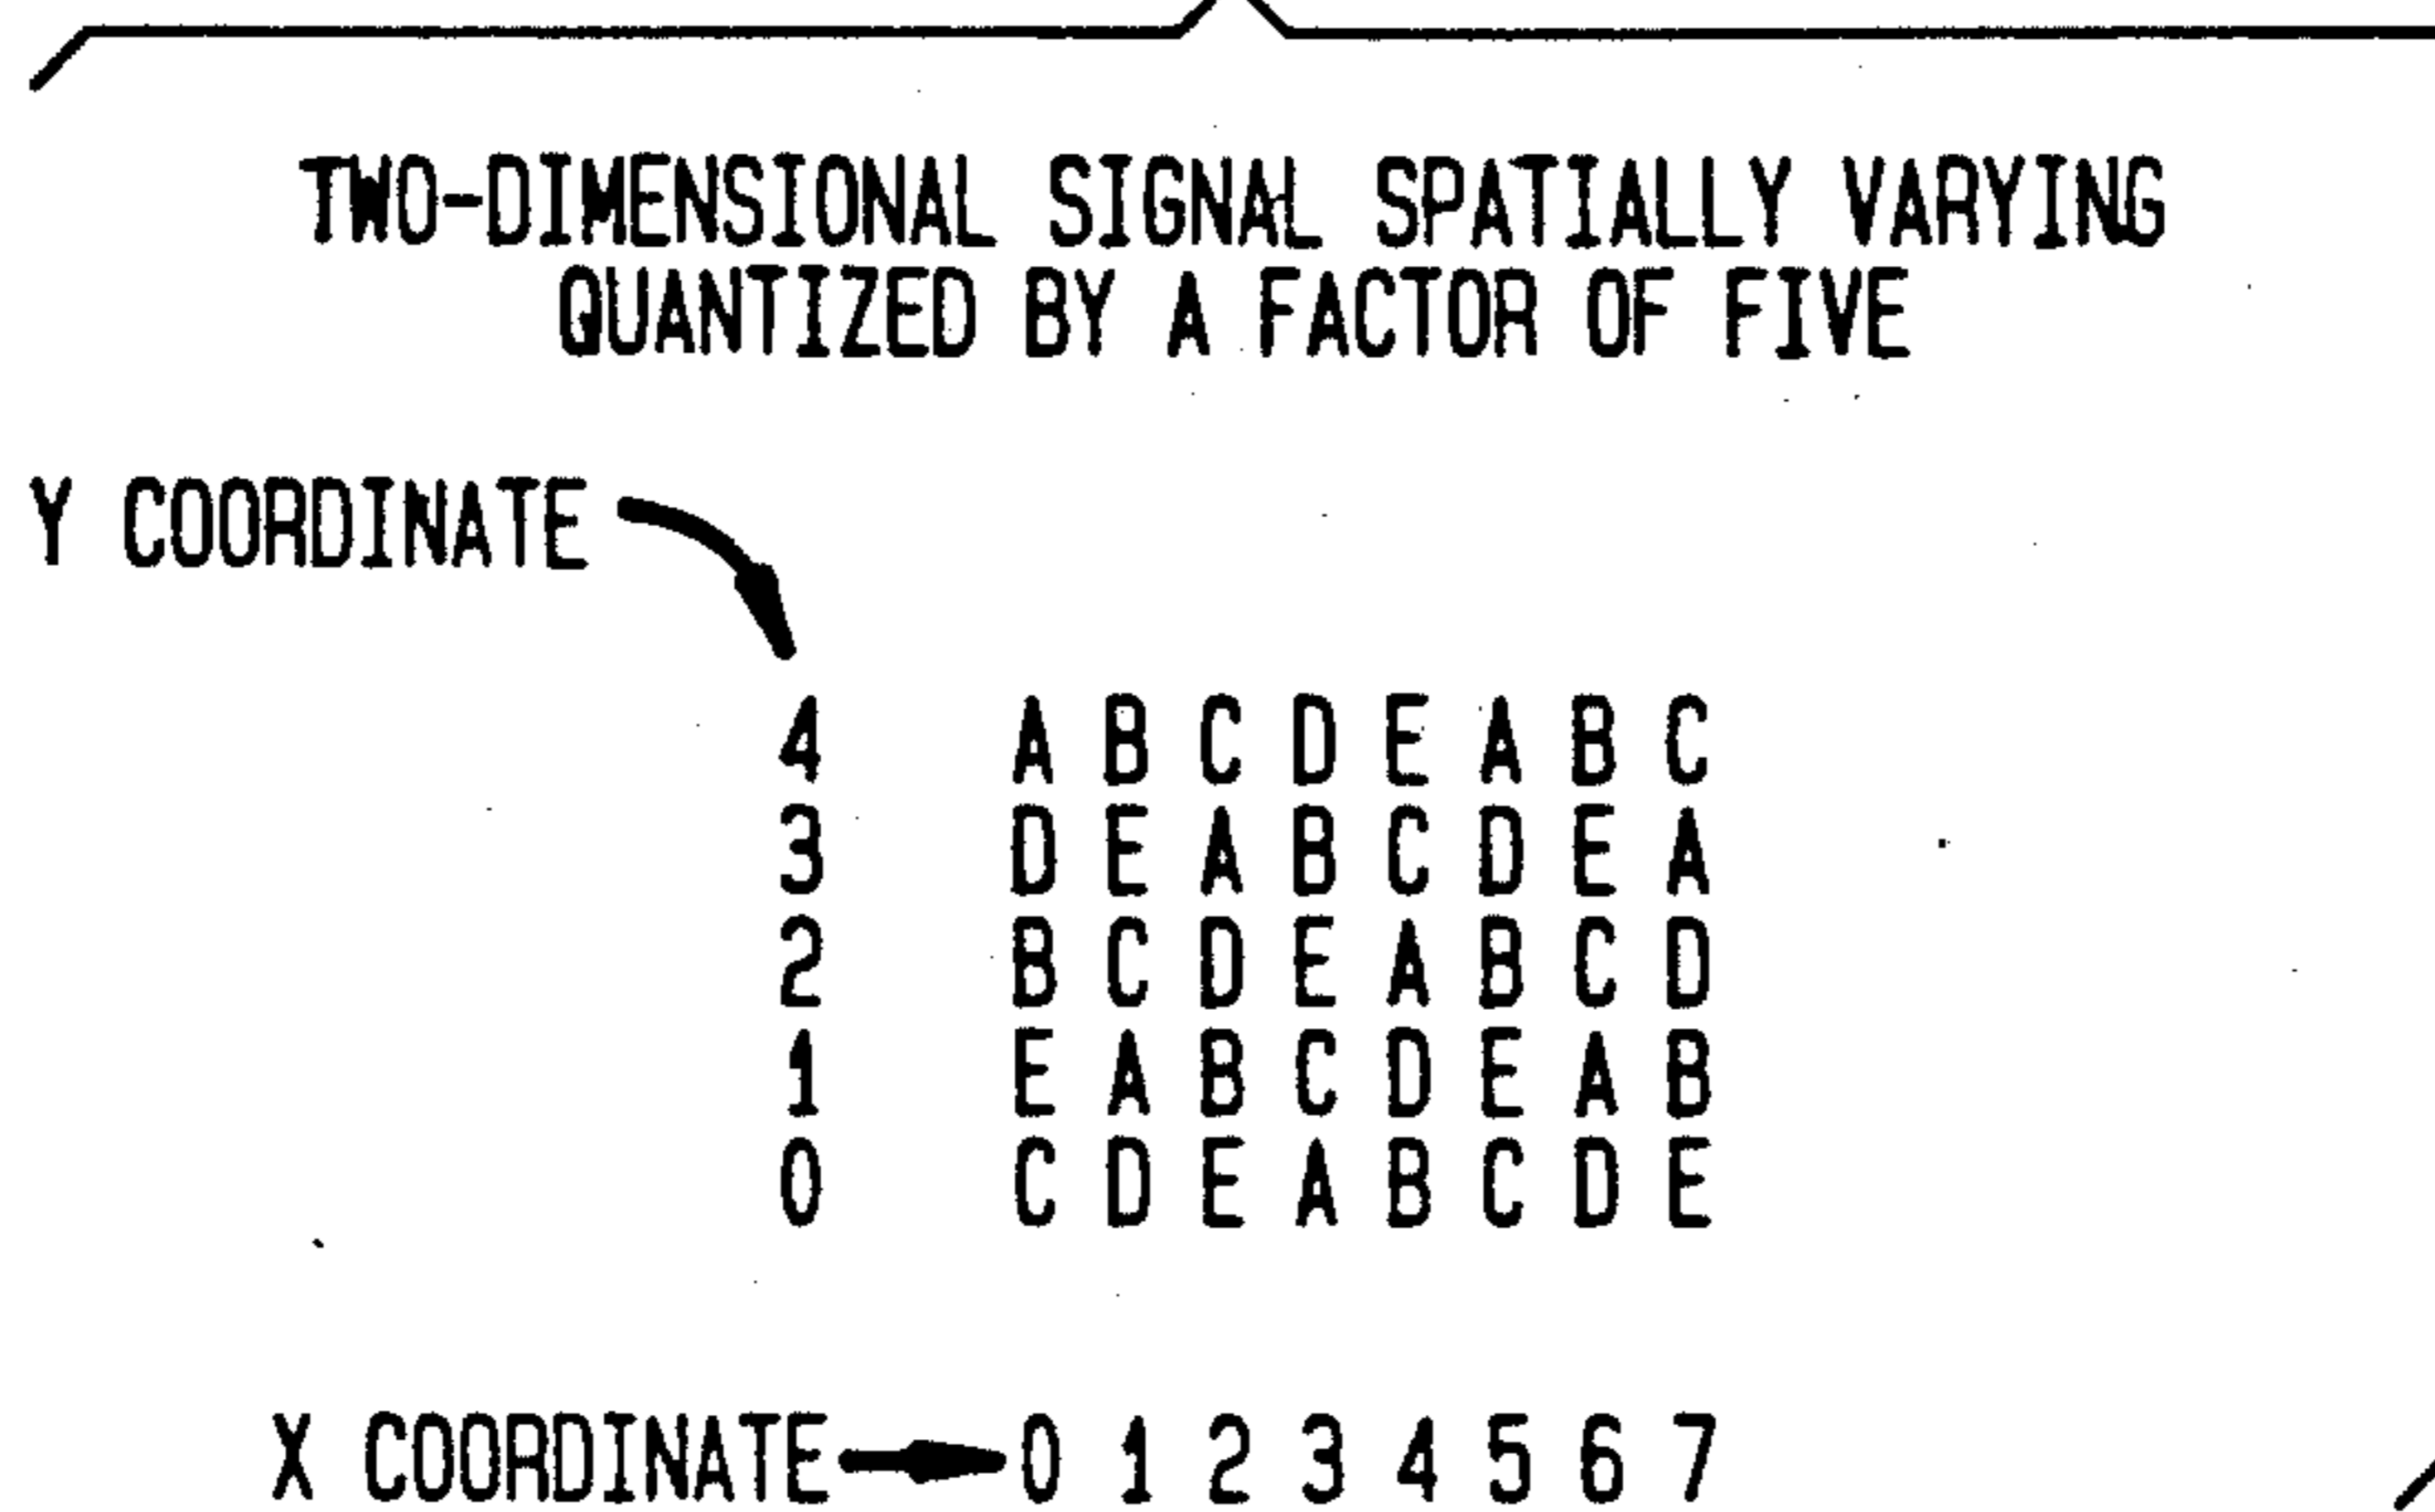 TWO-DIMENSIONAL SIGNAL SPATIALLY VARYING
QUANTIZED BY A FACTOR OF FIVE
Y COORDINATE
4 A B C D E A B C
3 D E A B C D E A
2 B C D E A B C D
1 E A B C D E A B
0 C D E A B C D E
X COORDINATE 0 1 2 3 4 5 6 7